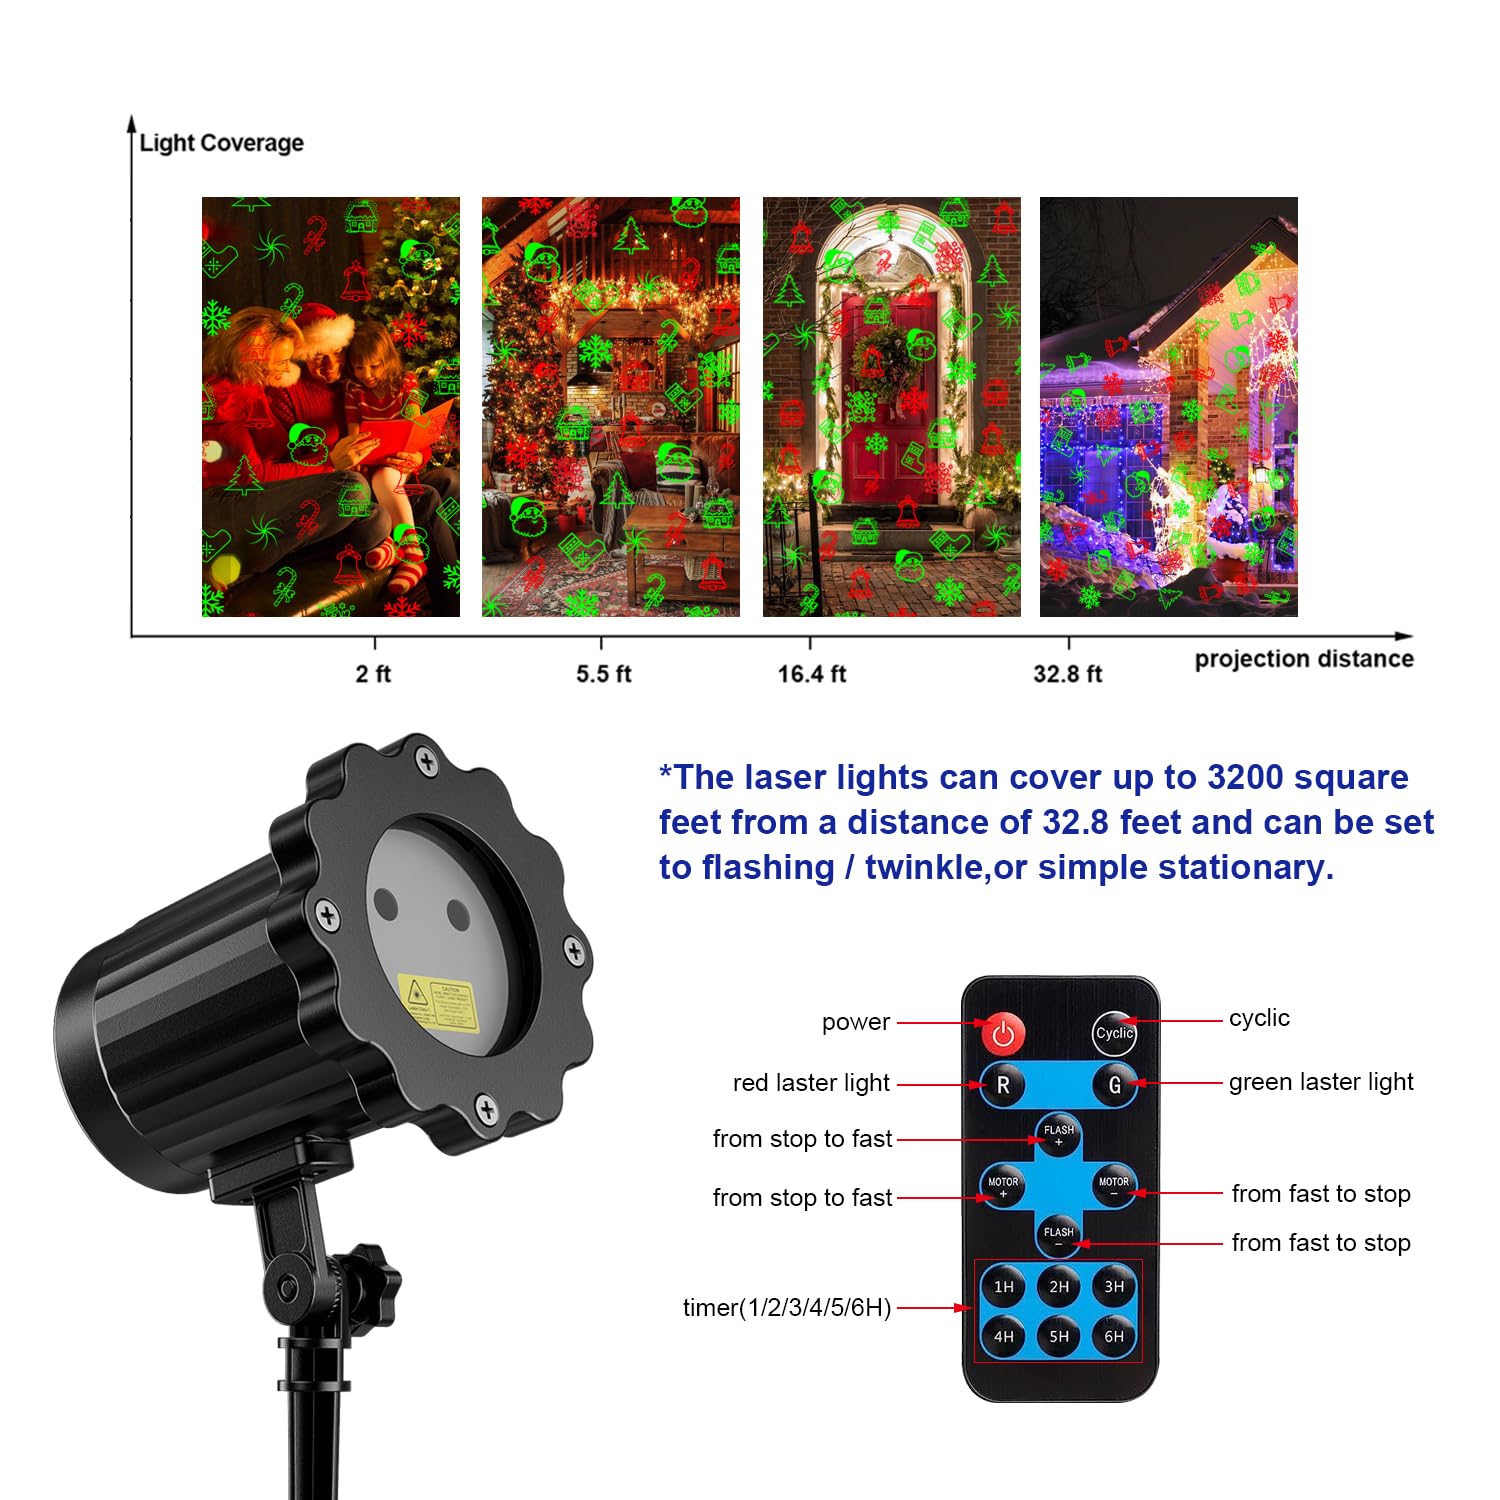 Light Coverage
2 ft
5.5 ft
16.4 ft
32.8 ft
projection distance
*The laser lights can cover up to 3200 square
feet from a distance of 32.8 feet and can be set
to flashing / twinkle,or simple stationary.
CAUTION
power
Cyclic
cyclic
red laster light
R
G
green laster light
from stop to fast
FLASH
+
from stop to fast
MOTOR
+
MOTOR
−
from fast to stop
FLASH
−
from fast to stop
timer(1/2/3/4/5/6H)
1H 2H 3H
4H 5H 6H